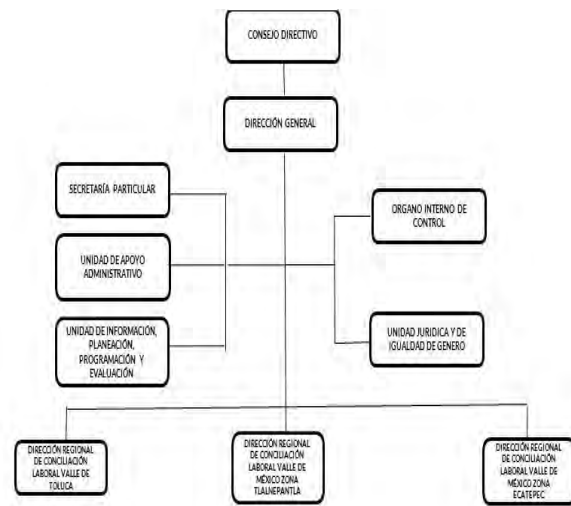 CONSEJO DIRECTIVO
DIRECCIÓN GENERAL
SECRETARÍA PARTICULAR
ORGANO INTERNO DE
CONTROL
UNIDAD DE APOYO
ADMINISTRATIVO
UNIDAD DE INFORMACIÓN,
PLANEACIÓN,
PROGRAMACIÓN Y
EVALUACIÓN
UNIDAD JURIDICA Y DE
IGUALDAD DE GENERO
DIRECCIÓN REGIONAL
DE CONCILIACIÓN
LABORAL VALLE DE
TOLUCA
DIRECCIÓN REGIONAL
DE CONCILIACIÓN
LABORAL VALLE DE
MÉXICO ZONA
TLALNEPANTLA
DIRECCIÓN REGIONAL
DE CONCILIACIÓN
LABORAL VALLE DE
MÉXICO ZONA
ECATEPEC